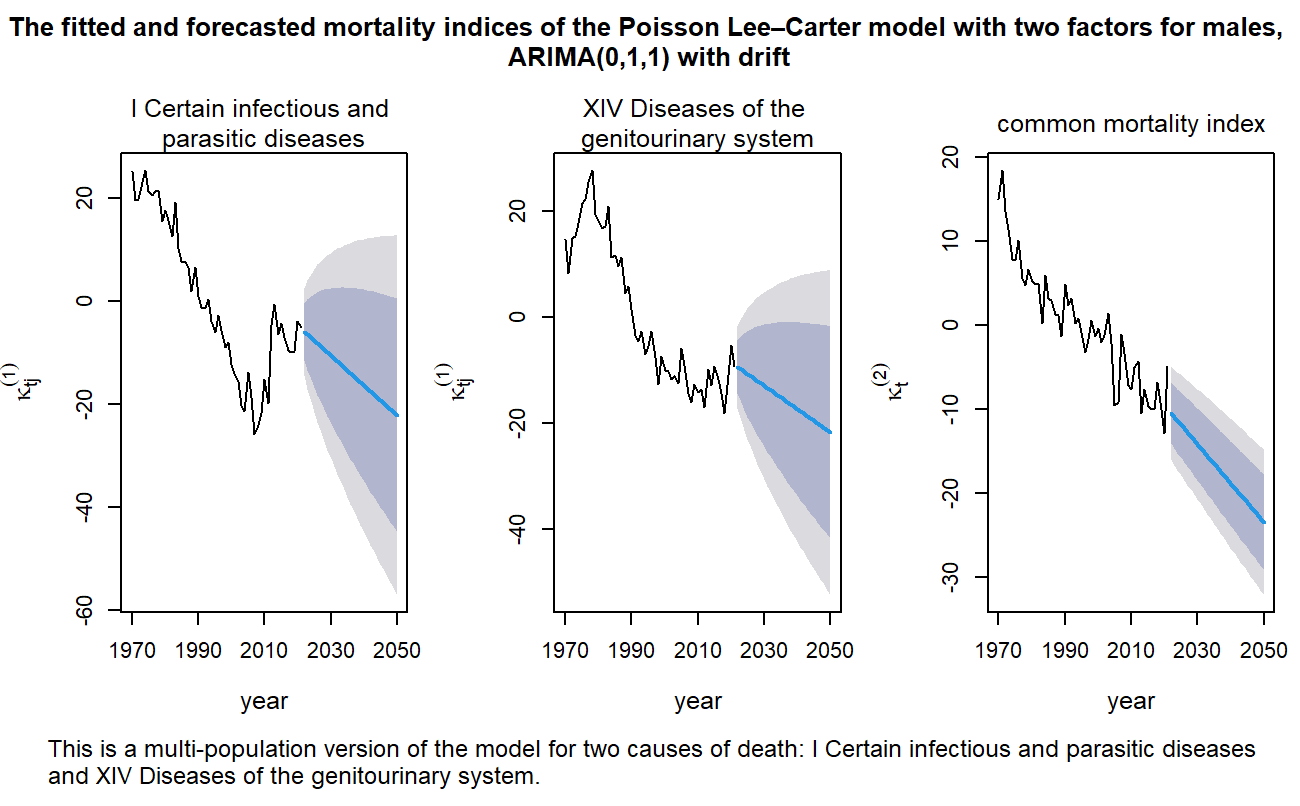 The fitted and forecasted mortality indices of the Poisson Lee–Carter model with two factors for males,
ARIMA(0,1,1) with drift
I Certain infectious and
parasitic diseases
20
0
20
-40
-60
κtj(1)
1970 1990 2010 2030 2050
year
XIV Diseases of the
genitourinary system
20
0
-20
-40
κtj(1)
1970 1990 2010 2030 2050
year
common mortality index
20
10
0
-10
-20
-30
κt(2)
1970 1990 2010 2030 2050
year
This is a multi-population version of the model for two causes of death: I Certain infectious and parasitic diseases
and XIV Diseases of the genitourinary system.